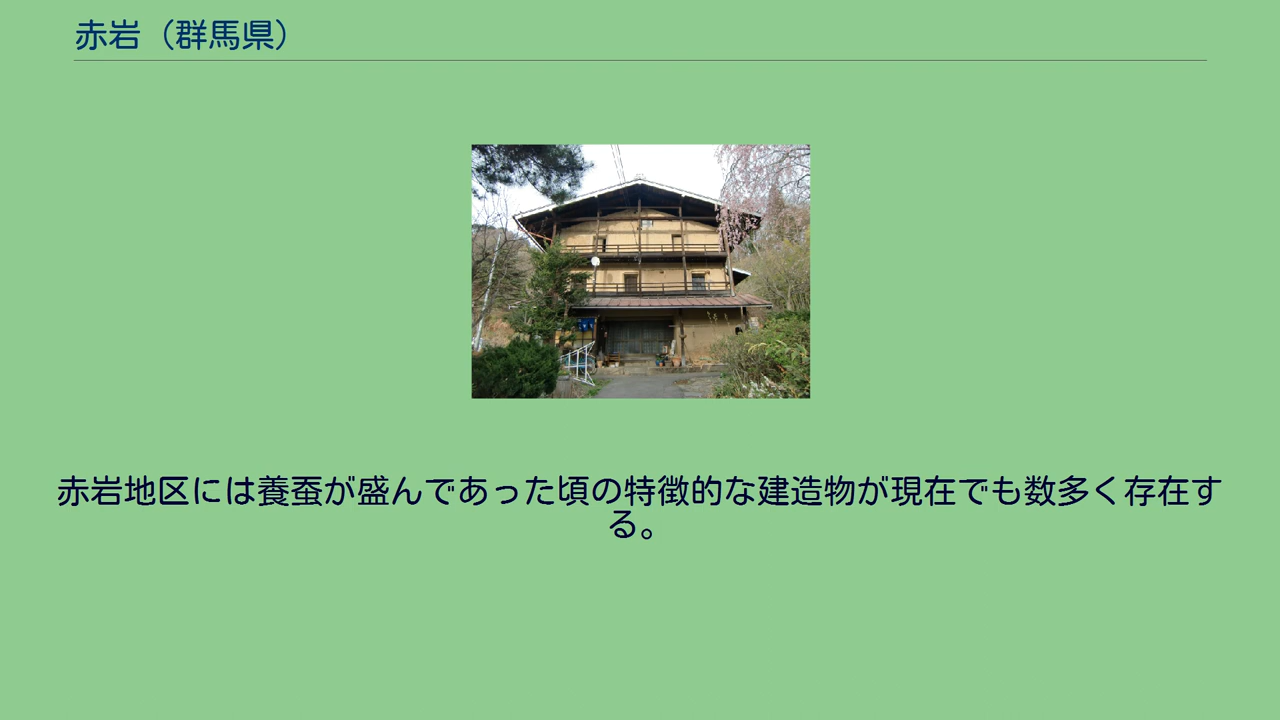 赤岩（群馬県）
赤岩地区には養蚕が盛んであった頃の特徴的な建造物が現在でも数多く存在す
る。